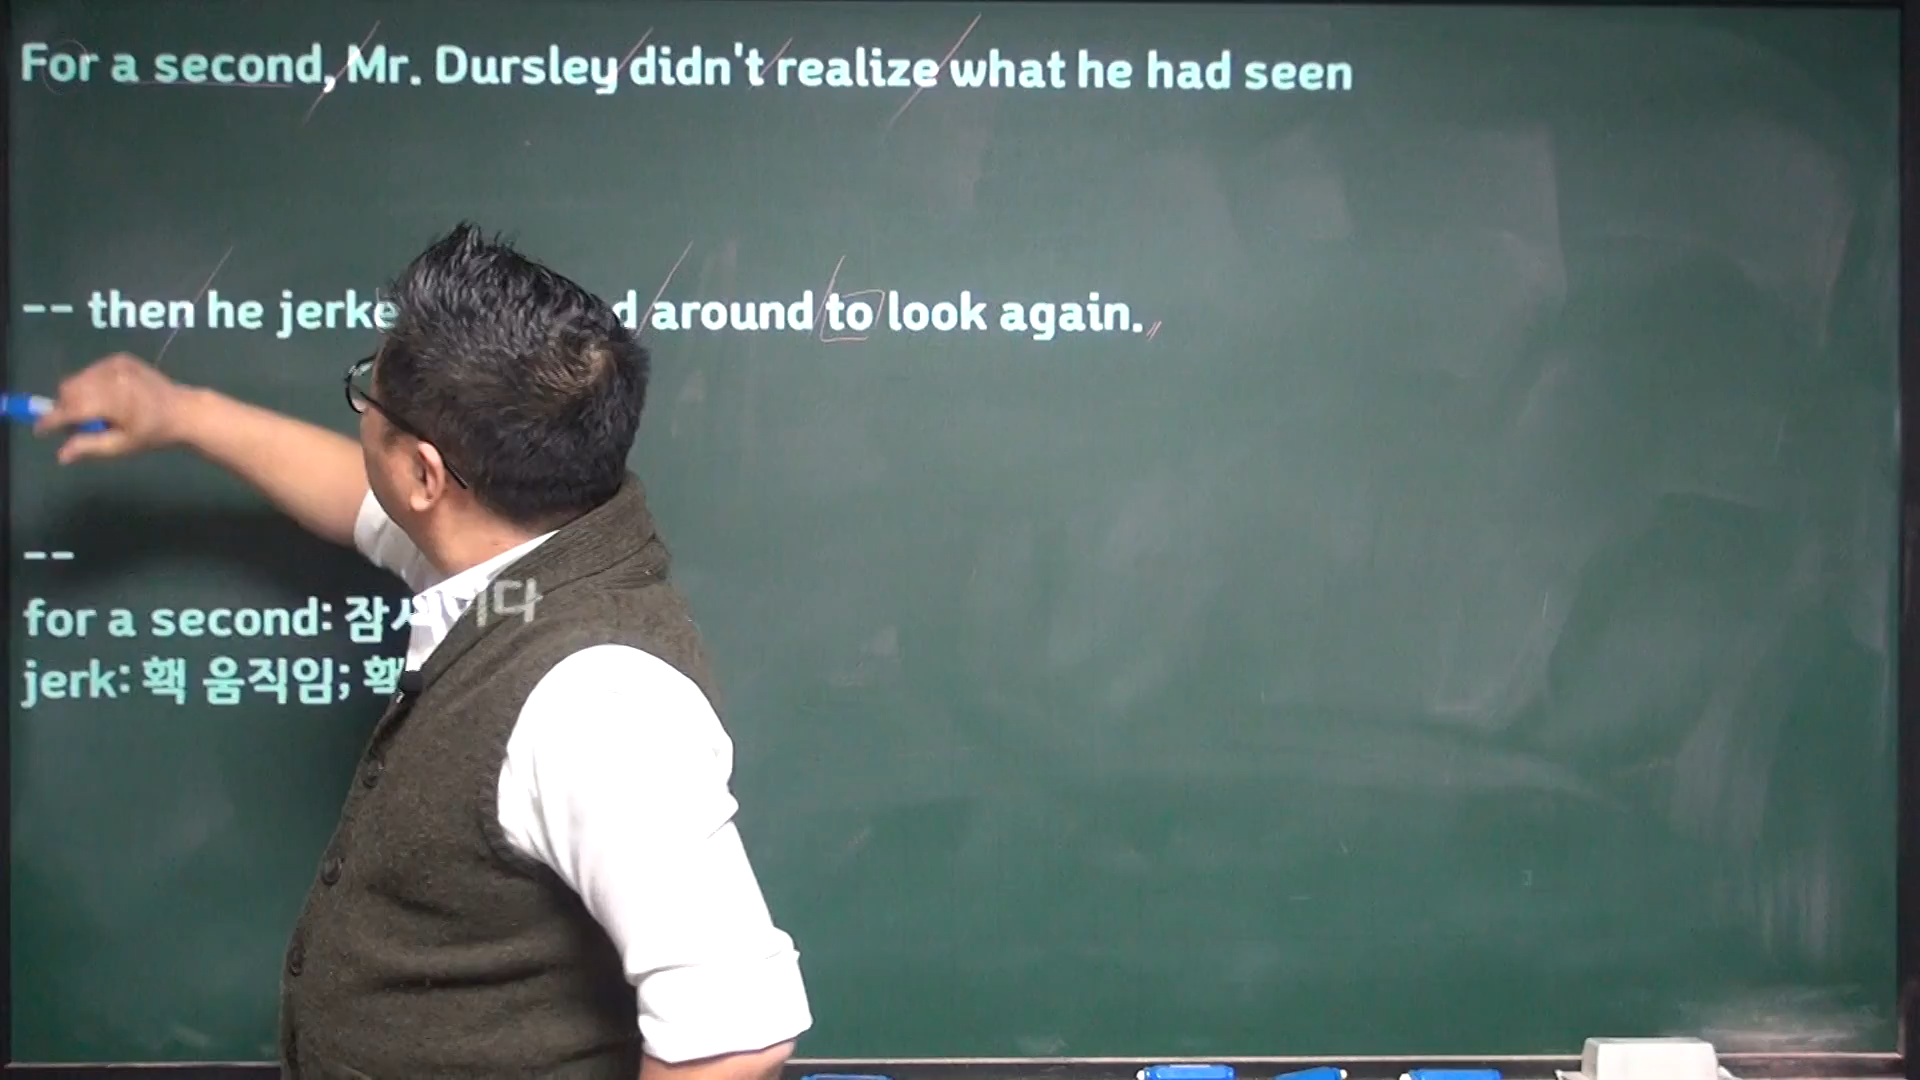 For a second, Mr. Dursley didn't realize what he had seen
-- then he jerke d around to look again.
--
for a second: 잠 다
jerk: 홱 움직임; 홱